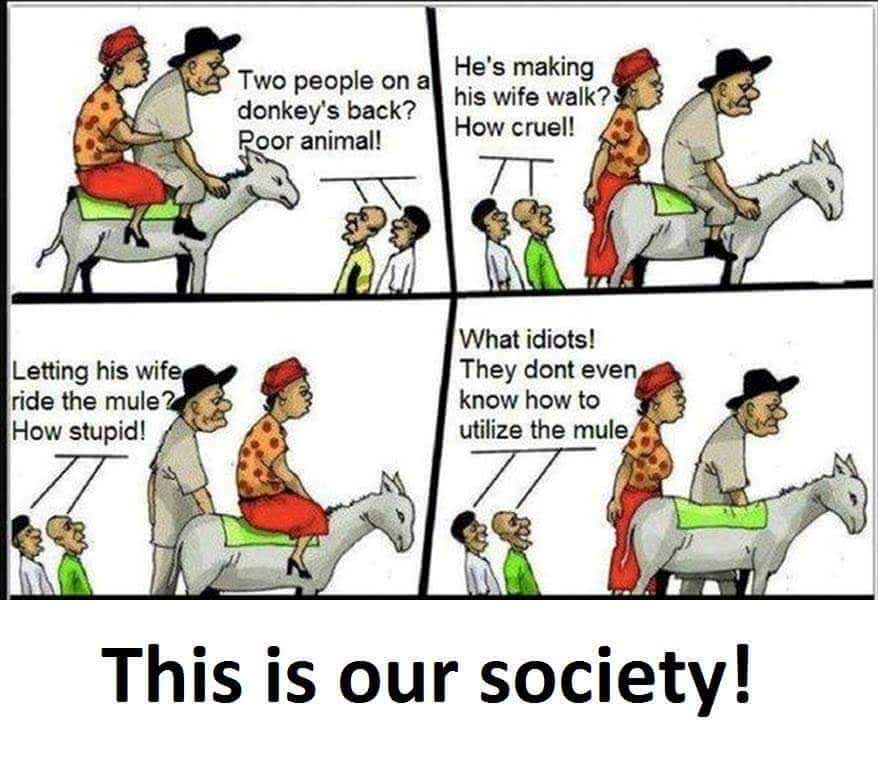 Two people on a
donkey's back?
Poor animal!
He's making
his wife walk?
How cruel!
Letting his wife
ride the mule?
How stupid!
What idiots!
They dont even
know how to
utilize the mule
This is our society!